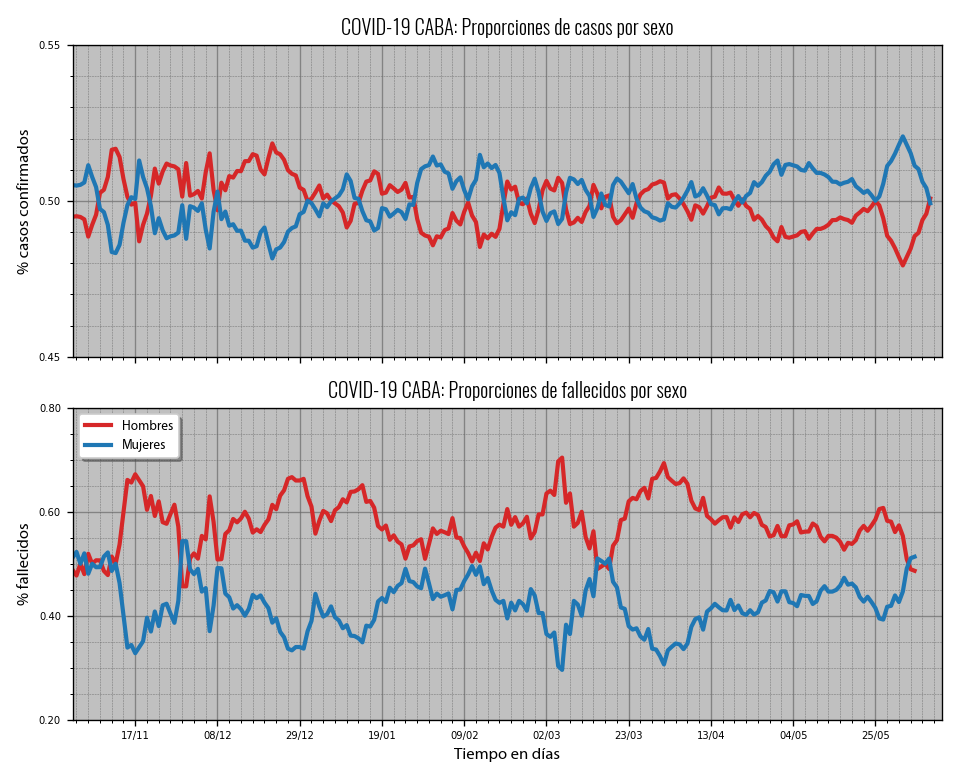 COVID-19 CABA: Proporciones de casos por sexo
0.55
0.50
0.45
% casos confirmados
COVID-19 CABA: Proporciones de fallecidos por sexo
0.80
0.60
0.40
0.20
% fallecidos
Hombres
Mujeres
17/11 08/12 29/12 19/01 09/02 02/03 23/03 13/04 04/05 25/05
Tiempo en días